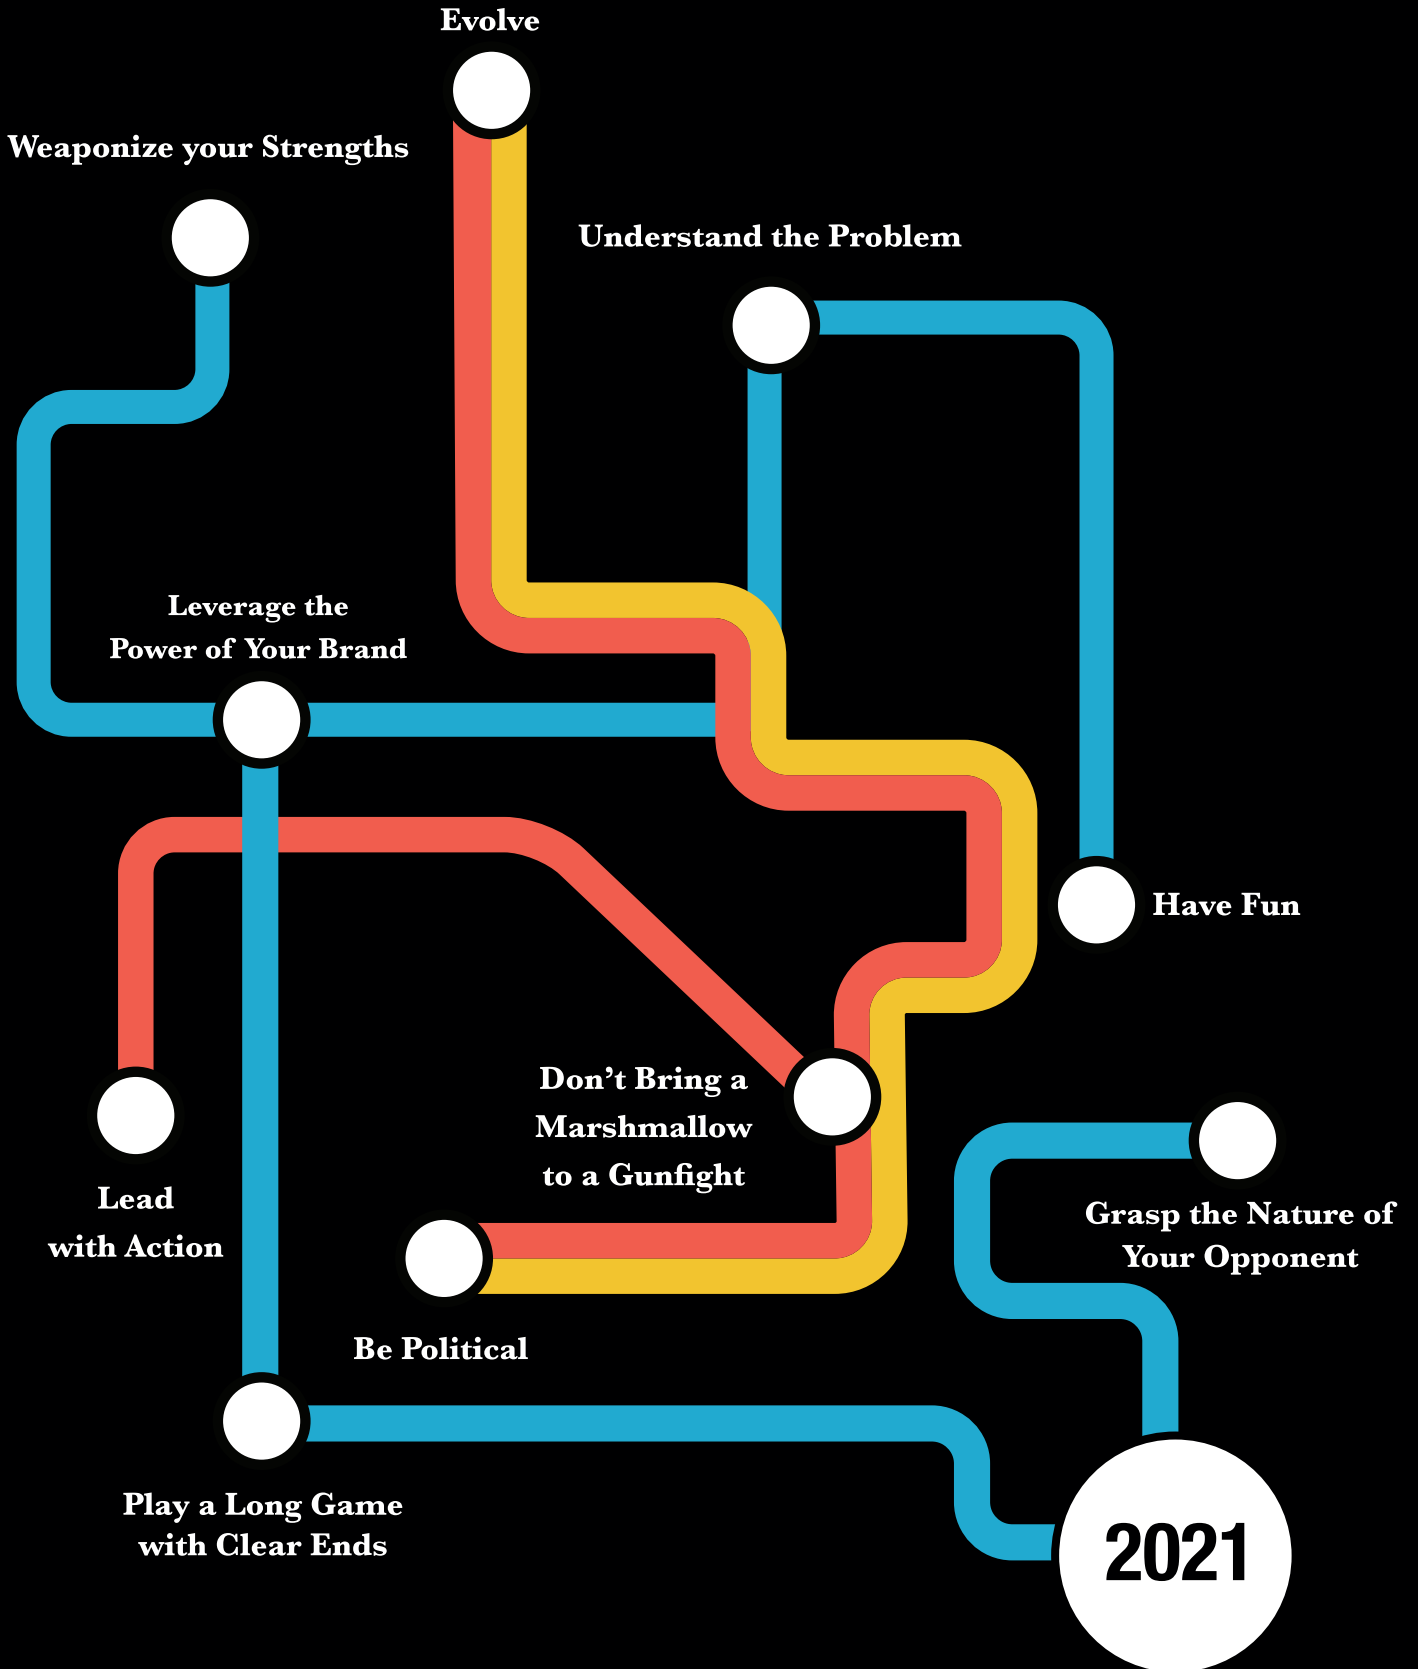 Evolve
Weaponize your Strengths
Understand the Problem
Leverage the
Power of Your Brand
Have Fun
Don’t Bring a
Marshmallow
to a Gunfight
Lead
with Action
Grasp the Nature of
Your Opponent
Be Political
Play a Long Game
with Clear Ends
2021